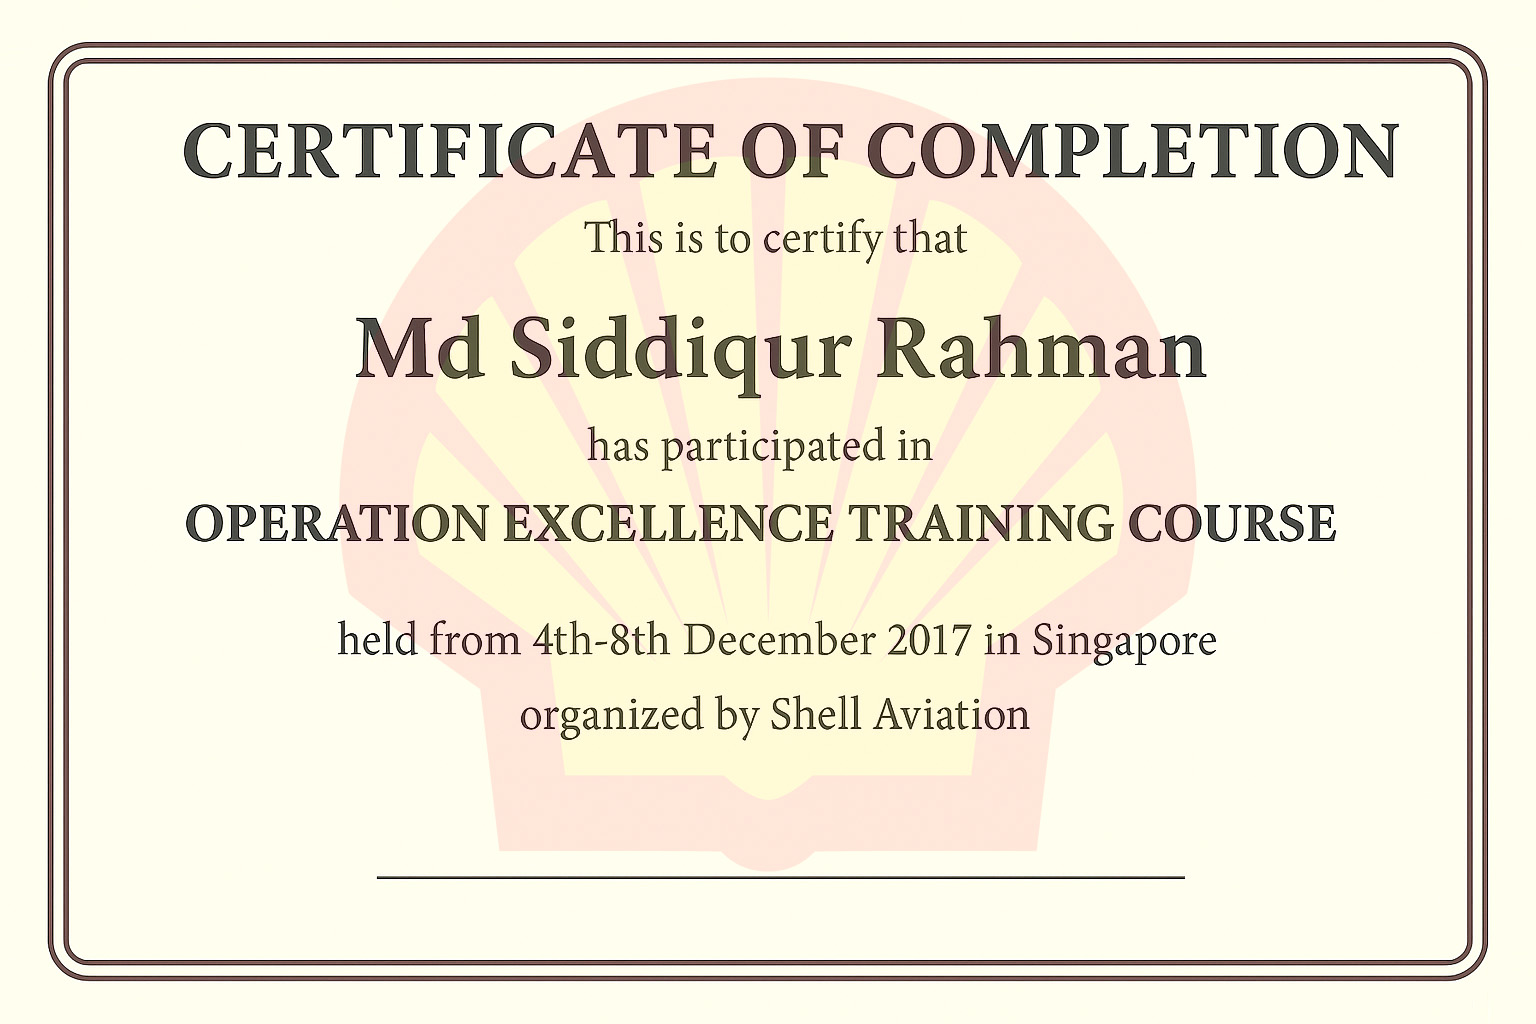 CERTIFICATE OF COMPLETION
This is to certify that
Md Siddiqur Rahman
has participated in
OPERATION EXCELLENCE TRAINING COURSE
held from 4th-8th December 2017 in Singapore
organized by Shell Aviation